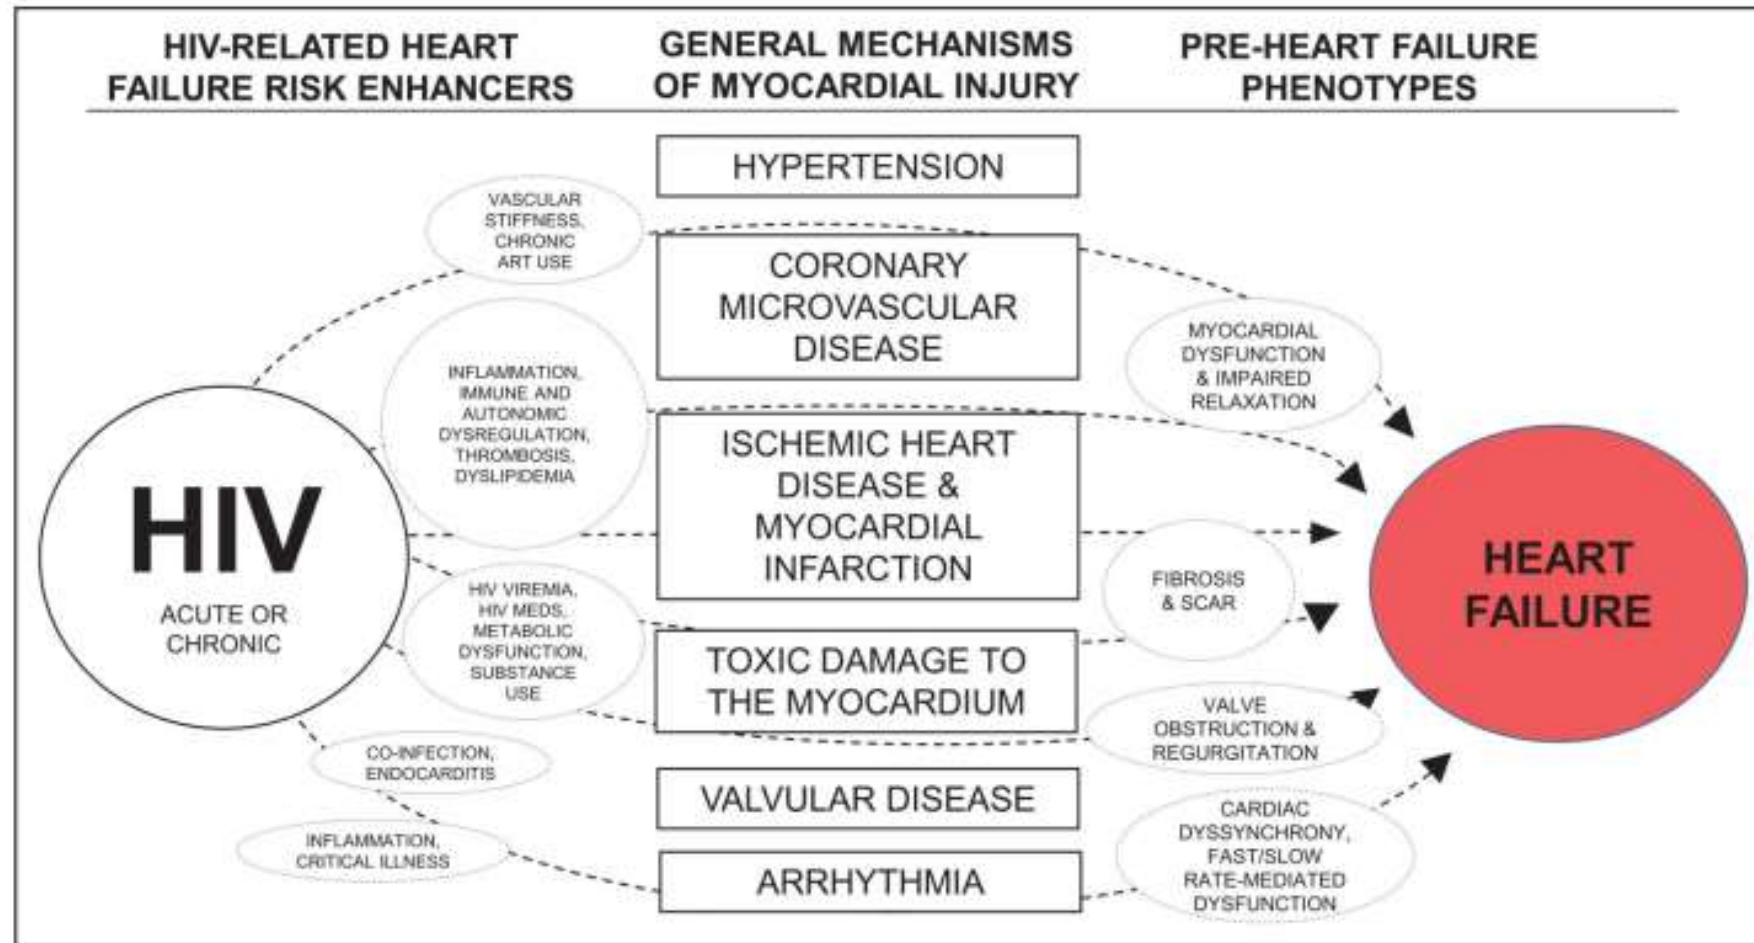 HIV-RELATED HEART
FAILURE RISK ENHANCERS
GENERAL MECHANISMS
OF MYOCARDIAL INJURY
PRE-HEART FAILURE
PHENOTYPES
HIV
ACUTE OR
CHRONIC
VASCULAR
STIFFNESS,
CHRONIC
ART USE
INFLAMMATION,
IMMUNE AND
AUTONOMIC
DYSREGULATION,
THROMBOSIS,
DYSLIPIDEMIA
HIV VIREMIA,
HIV MEDS,
METABOLIC
DYSFUNCTION,
SUBSTANCE
USE
CO-INFECTION,
ENDOCARDITIS
INFLAMMATION,
CRITICAL ILLNESS
HYPERTENSION
CORONARY
MICROVASCULAR
DISEASE
ISCHEMIC HEART
DISEASE &
MYOCARDIAL
INFARCTION
TOXIC DAMAGE TO
THE MYOCARDIUM
VALVULAR DISEASE
ARRHYTHMIA
MYOCARDIAL
DYSFUNCTION
& IMPAIRED
RELAXATION
FIBROSIS
& SCAR
VALVE
OBSTRUCTION &
REGURGITATION
CARDIAC
DYSSYNCHRONY,
FAST/SLOW
RATE-MEDIATED
DYSFUNCTION
HEART
FAILURE